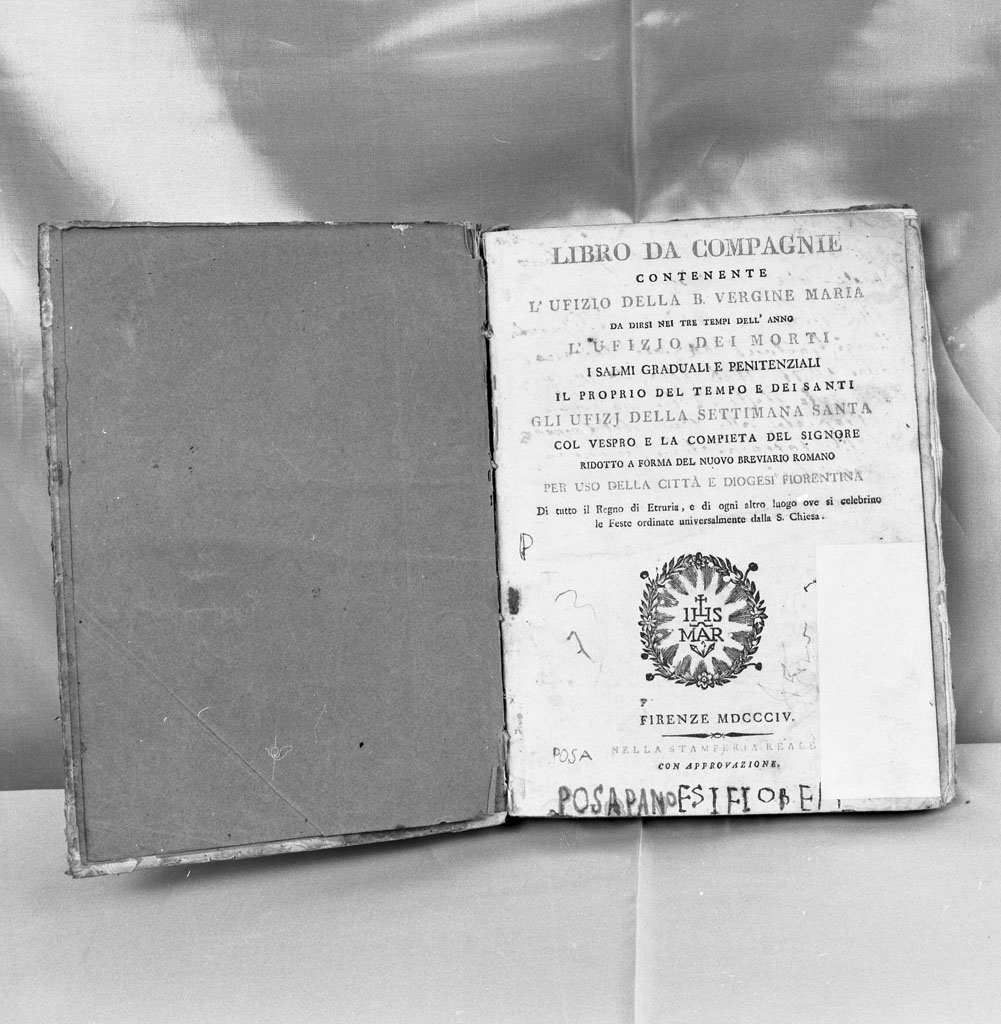 LIBRO DA COMPAGNIE
CONTENENTE
L' UFIZIO DELLA B. VERGINE MARIA
DA DIRSI NEI TRE TEMPI DELL' ANNO
L' UFIZIO DEI MORTI.
I SALMI GRADUALI E PENITENZIALI
IL PROPRIO DEL TEMPO E DEI SANTI
GLI UFIZJ DELLA SETTIMANA SANTA
COL VESPRO E LA COMPIETA DEL SIGNORE
RIDOTTO A FORMA DEL NUOVO BREVIARIO ROMANO
PER USO DELLA CITTÀ E DIOGESI FIORENTINA
Di tutto il Regno di Etruria, e di ogni altro luogo ove si celebrino
le Feste ordinate universalmente dalla S. Chiesa.
P
IHS
MAR
FIRENZE MDCCCIV.
NELLA STAMPERIA REALE
POSA
CON APPROVAZIONE.
POSAPANO